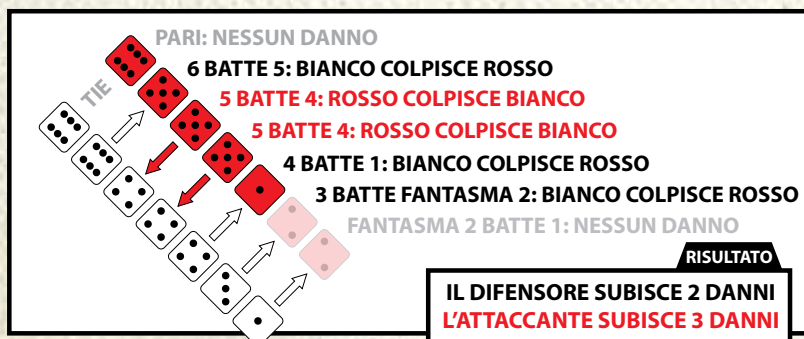 PARI: NESSUN DANNO
TIE
6 BATTE 5: BIANCO COLPISCE ROSSO
5 BATTE 4: ROSSO COLPISCE BIANCO
5 BATTE 4: ROSSO COLPISCE BIANCO
4 BATTE 1: BIANCO COLPISCE ROSSO
3 BATTE FANTASMA 2: BIANCO COLPISCE ROSSO
FANTASMA 2 BATTE 1: NESSUN DANNO
RISULTATO
IL DIFENSORE SUBISCE 2 DANNI
L'ATTACCANTE SUBISCE 3 DANNI